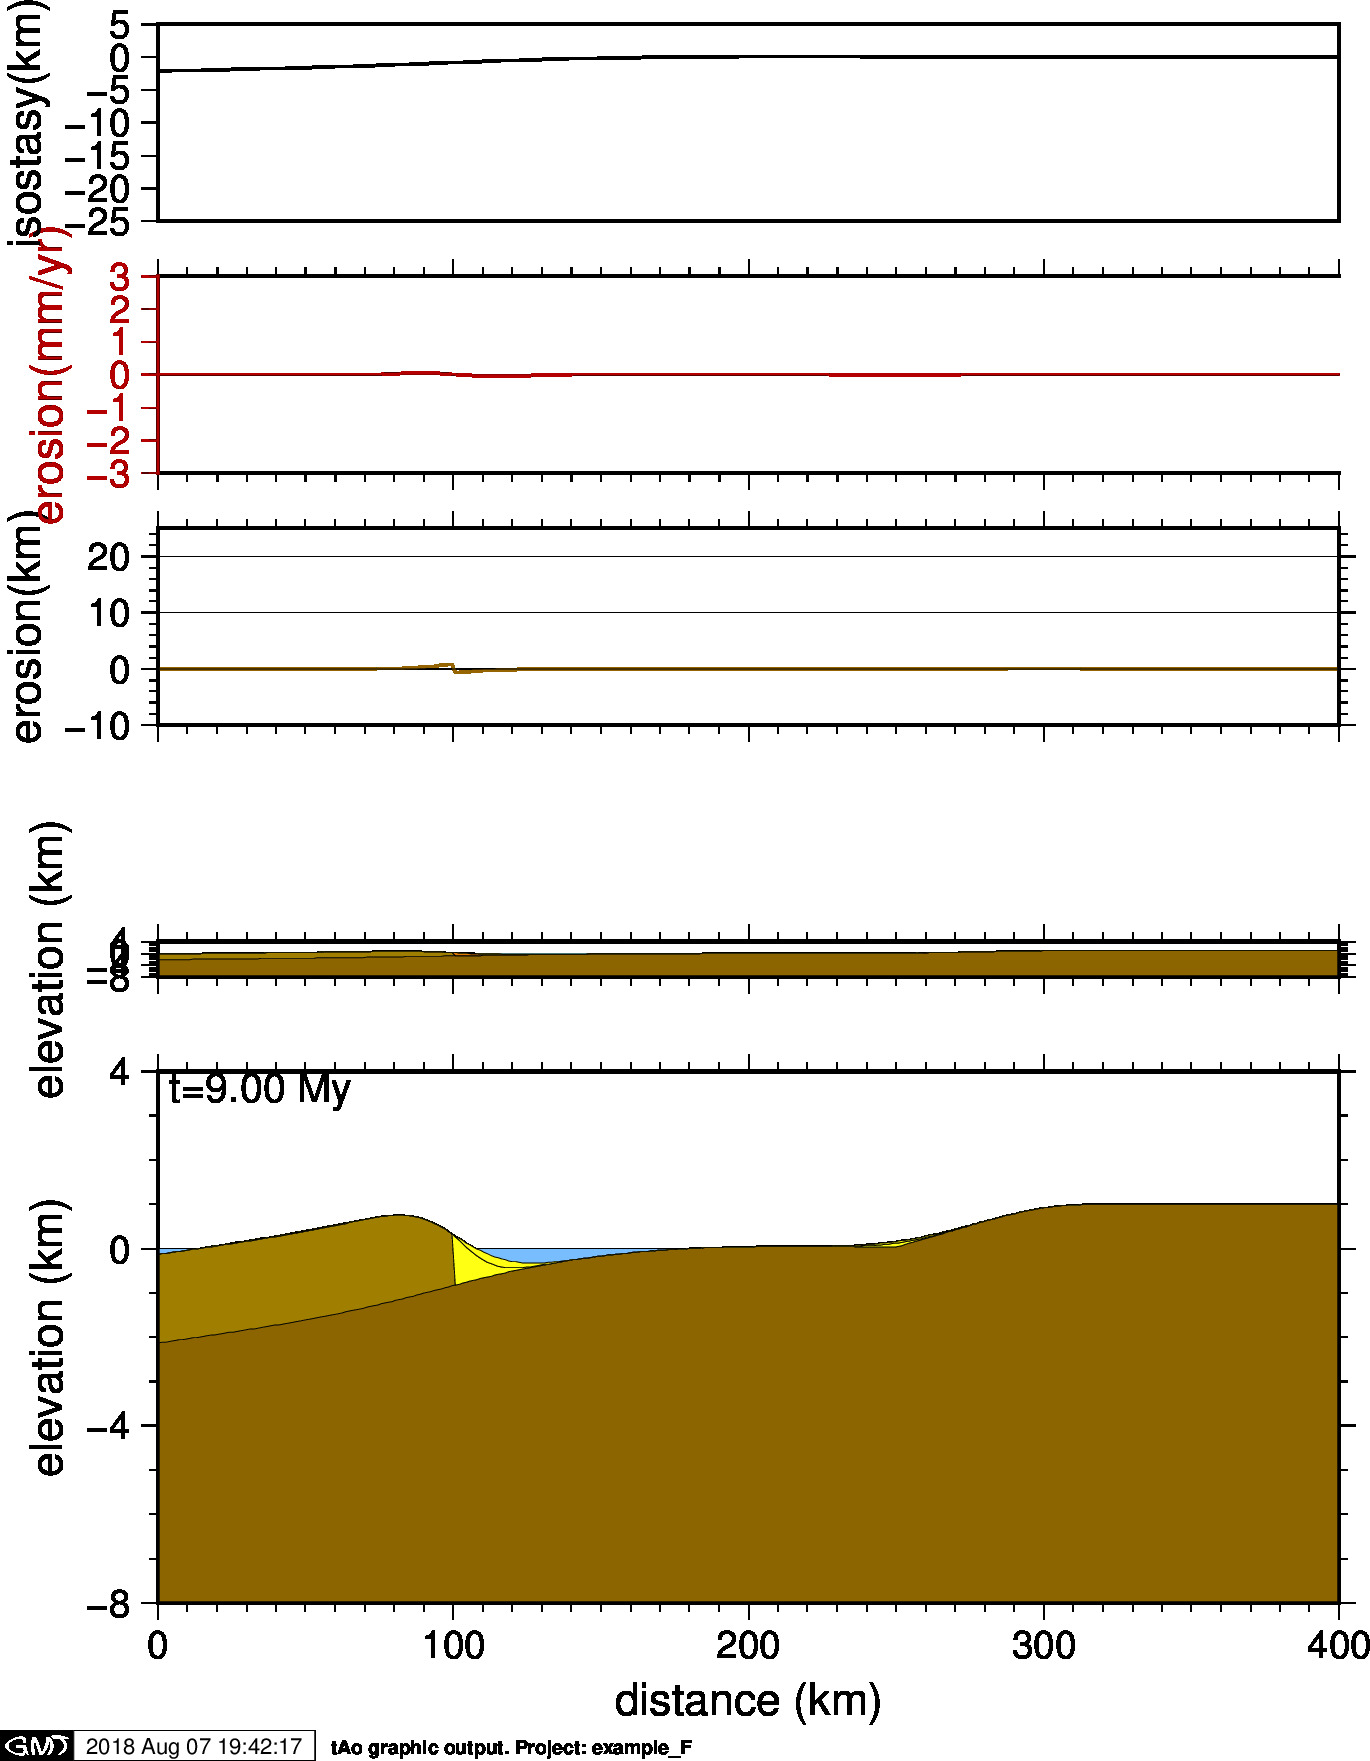 isostasy(km)
5
0
−5
−10
−15
−20
−25
erosion(mm/yr)
3
2
1
0
−1
−2
−3
erosion(km)
20
10
0
−10
elevation (km)
4
0
−8
elevation (km)
t=9.00 My
4
0
−4
−8
0 100 200 300 400
distance (km)
GMT 2018 Aug 07 19:42:17 tAo graphic output. Project: example_F